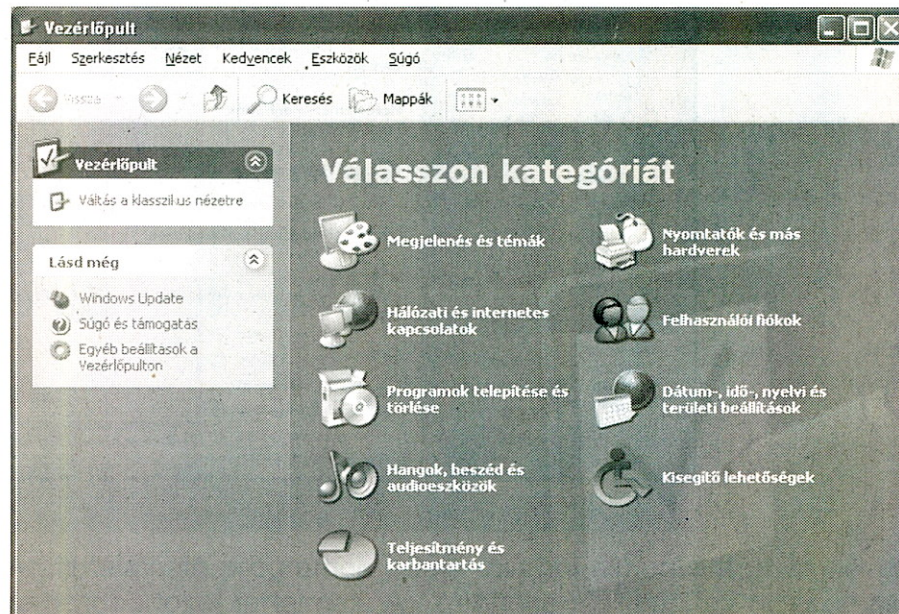 Vezérlőpult
Fájl Szerkesztés Nézet Kedvencek Eszközök Súgó
Vissza Keresés Mappák
Vezérlőpult
Váltás a klasszikus nézetre
Lásd még
Windows Update
Súgó és támogatás
Egyéb beállítások a
Vezérlőpulton
Válasszon kategóriát
Megjelenés és témák
Nyomtatók és más
hardverek
Hálózati és internetes
kapcsolatok
Felhasználói fiókok
Programok telepítése és
törlése
Dátum-, idő-, nyelvi és
területi beállítások
Hangok, beszéd és
audioeszközök
Kisegítő lehetőségek
Teljesítmény és
karbantartás